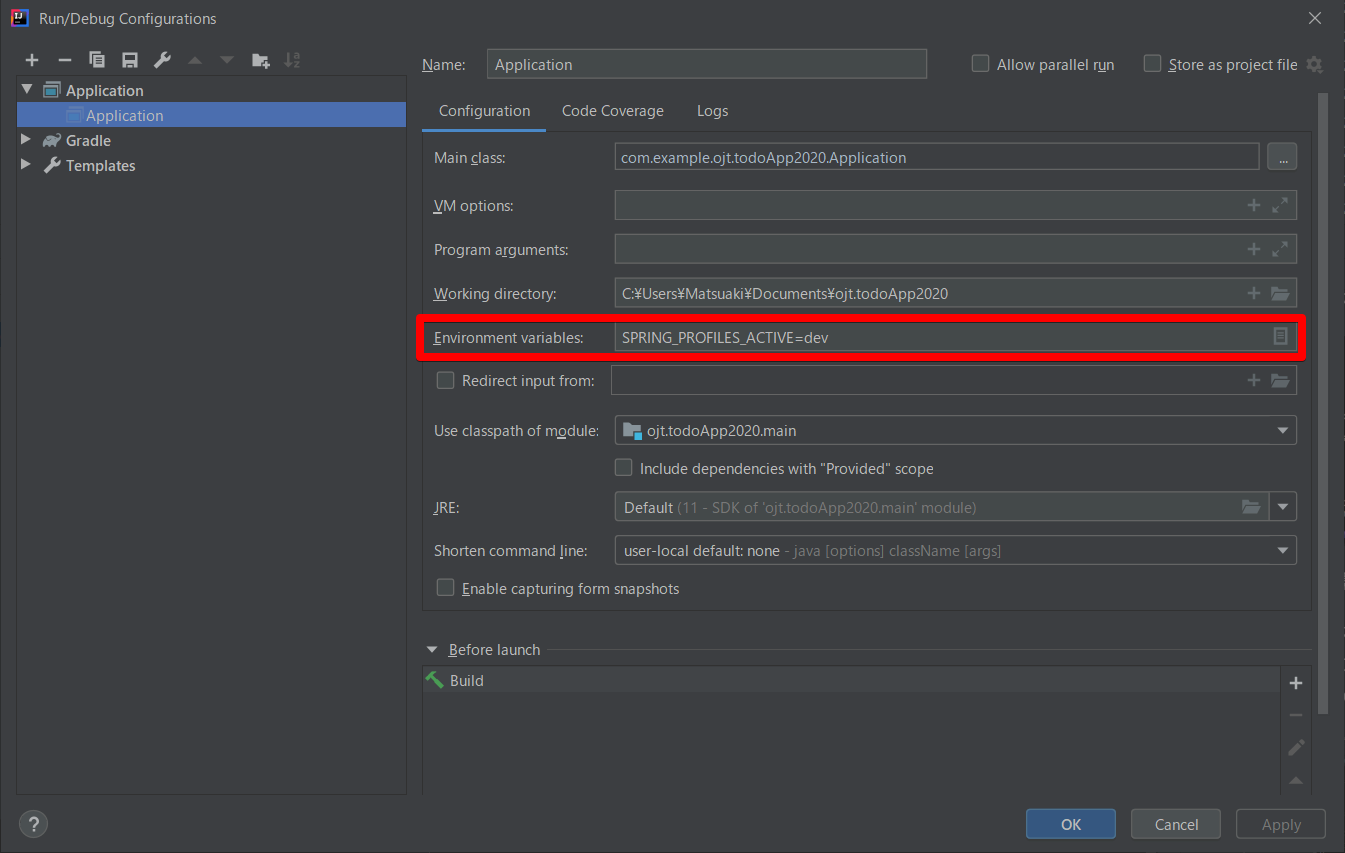 Run/Debug Configurations
Application
Application
Gradle
Templates
Name: Application
Allow parallel run
Store as project file
Configuration Code Coverage Logs
Main class: com.example.ojt.todoApp2020.Application ...
VM options:
Program arguments:
Working directory: C:¥Users¥Matsuaki¥Documents¥ojt.todoApp2020
Environment variables: SPRING_PROFILES_ACTIVE=dev
Redirect input from:
Use classpath of module: ojt.todoApp2020.main
Include dependencies with "Provided" scope
JRE: Default (11 - SDK of 'ojt.todoApp2020.main' module)
Shorten command line: user-local default: none - java [options] className [args]
Enable capturing form snapshots
Before launch
Build
? OK Cancel Apply